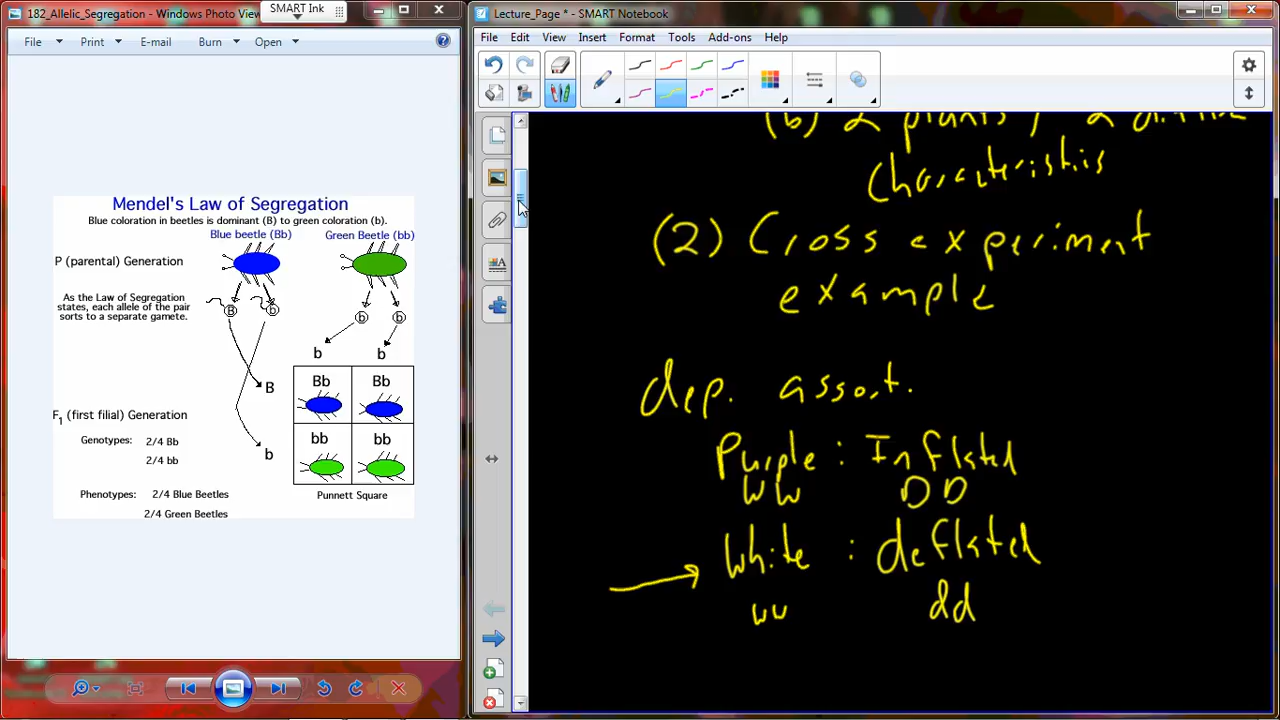 182_Allelic_Segregation - Windows Photo View
SMART Ink
File Print E-mail Burn Open
Mendel's Law of Segregation
Blue coloration in beetles is dominant (B) to green coloration (b).
Blue beetle (Bb) Green Beetle (bb)
P (parental) Generation
As the Law of Segregation
states, each allele of the pair
sorts to a separate gamete.
B b b b
b b
B Bb Bb
F1 (first filial) Generation
Genotypes: 2/4 Bb
2/4 bb
b bb bb
Phenotypes: 2/4 Blue Beetles
2/4 Green Beetles
Punnett Square
Lecture_Page * - SMART Notebook
File Edit View Insert Format Tools Add-ons Help
(b) 2 plants, 2
characteristics
(2) Cross experiment
example
dep. assort.
Purple : Inflated
WW DD
White : deflated
ww dd